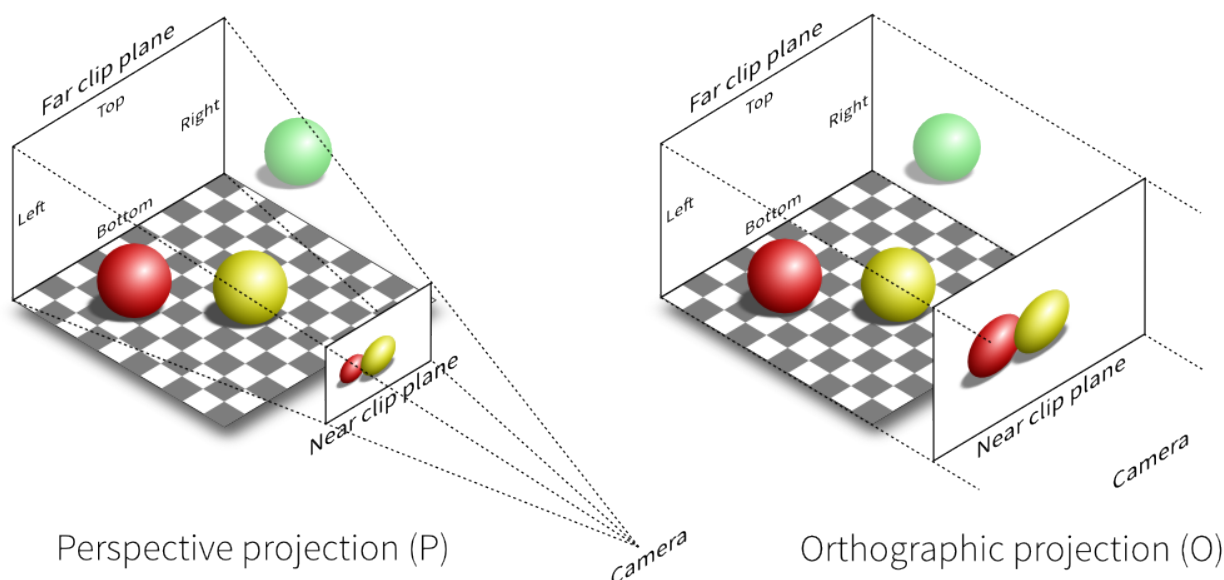 Far clip plane
Top
Right
Left
Bottom
Near clip plane
Camera
Perspective projection (P)
Far clip plane
Top
Right
Left
Bottom
Near clip plane
Camera
Orthographic projection (O)